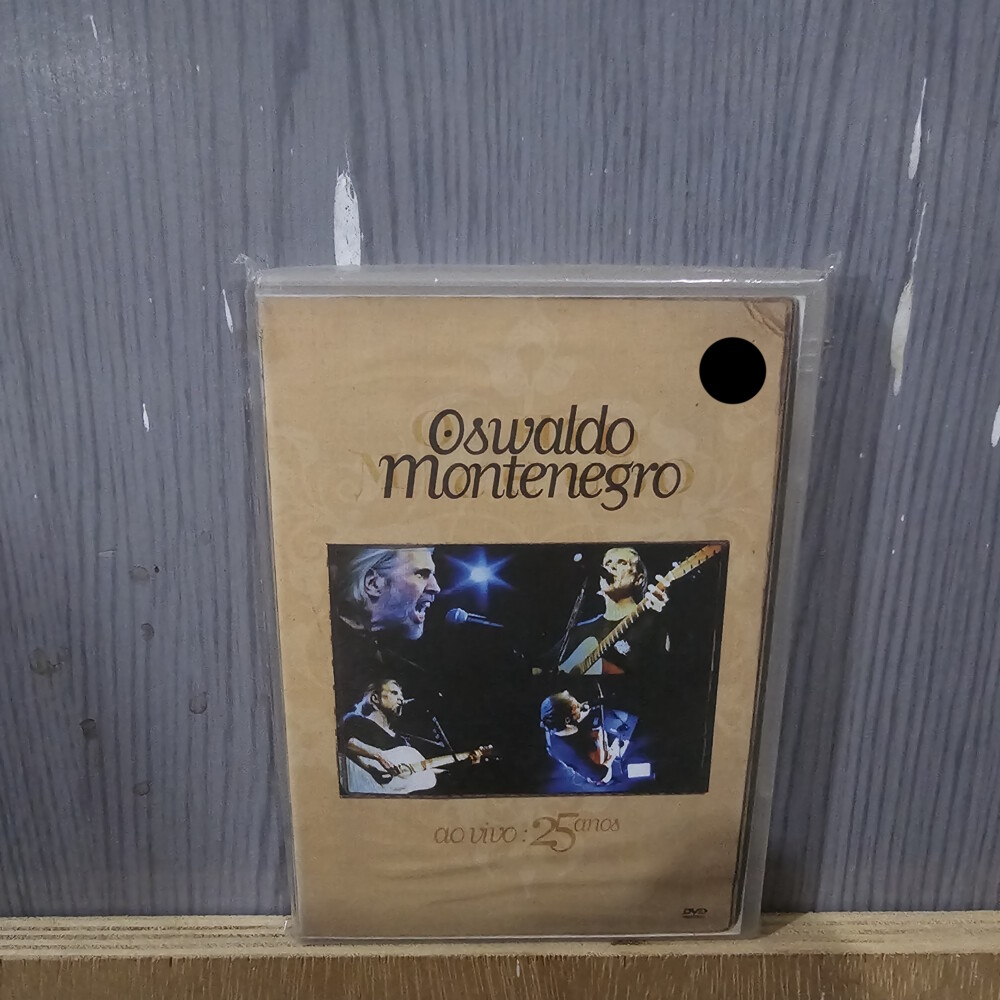 Oswaldo
Montenegro
ao vivo: 25 anos
DVD